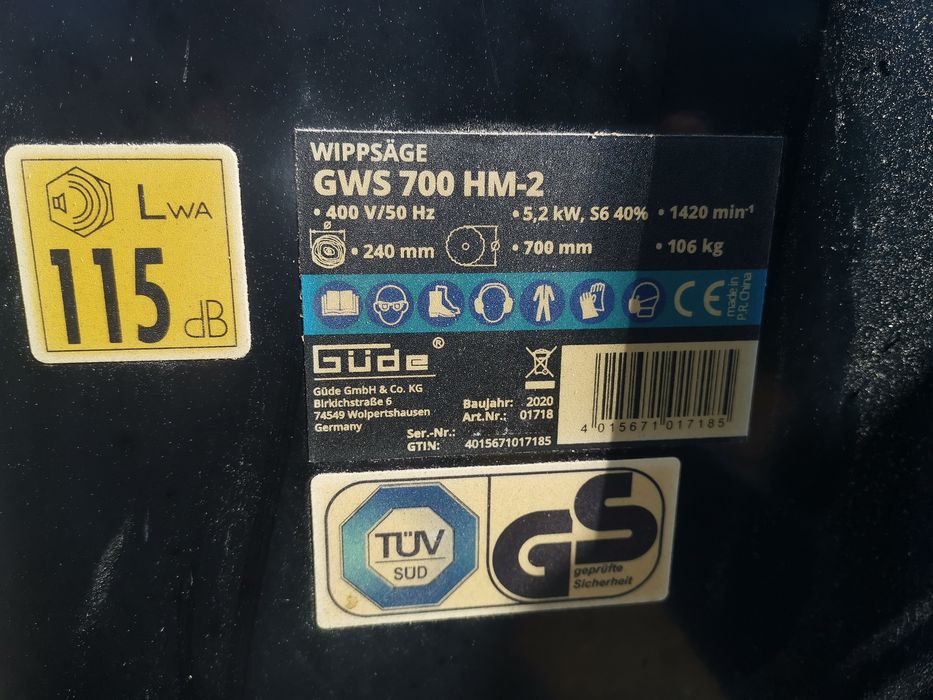 LWA
115
dB
WIPPSÄGE
GWS 700 HM-2
• 400 V/50 Hz • 5,2 kW, S6 40% • 1420 min⁻¹
• 240 mm • 700 mm • 106 kg
CE made in P.R. China
Güde®
Güde GmbH & Co. KG
Birkichstraße 6
74549 Wolpertshausen
Germany
Baujahr: 2020
Art.Nr.: 01718
Ser.-Nr.:
GTIN: 4015671017185
4 015671 017185
TÜV
SÜD
GS
geprüfte
Sicherheit